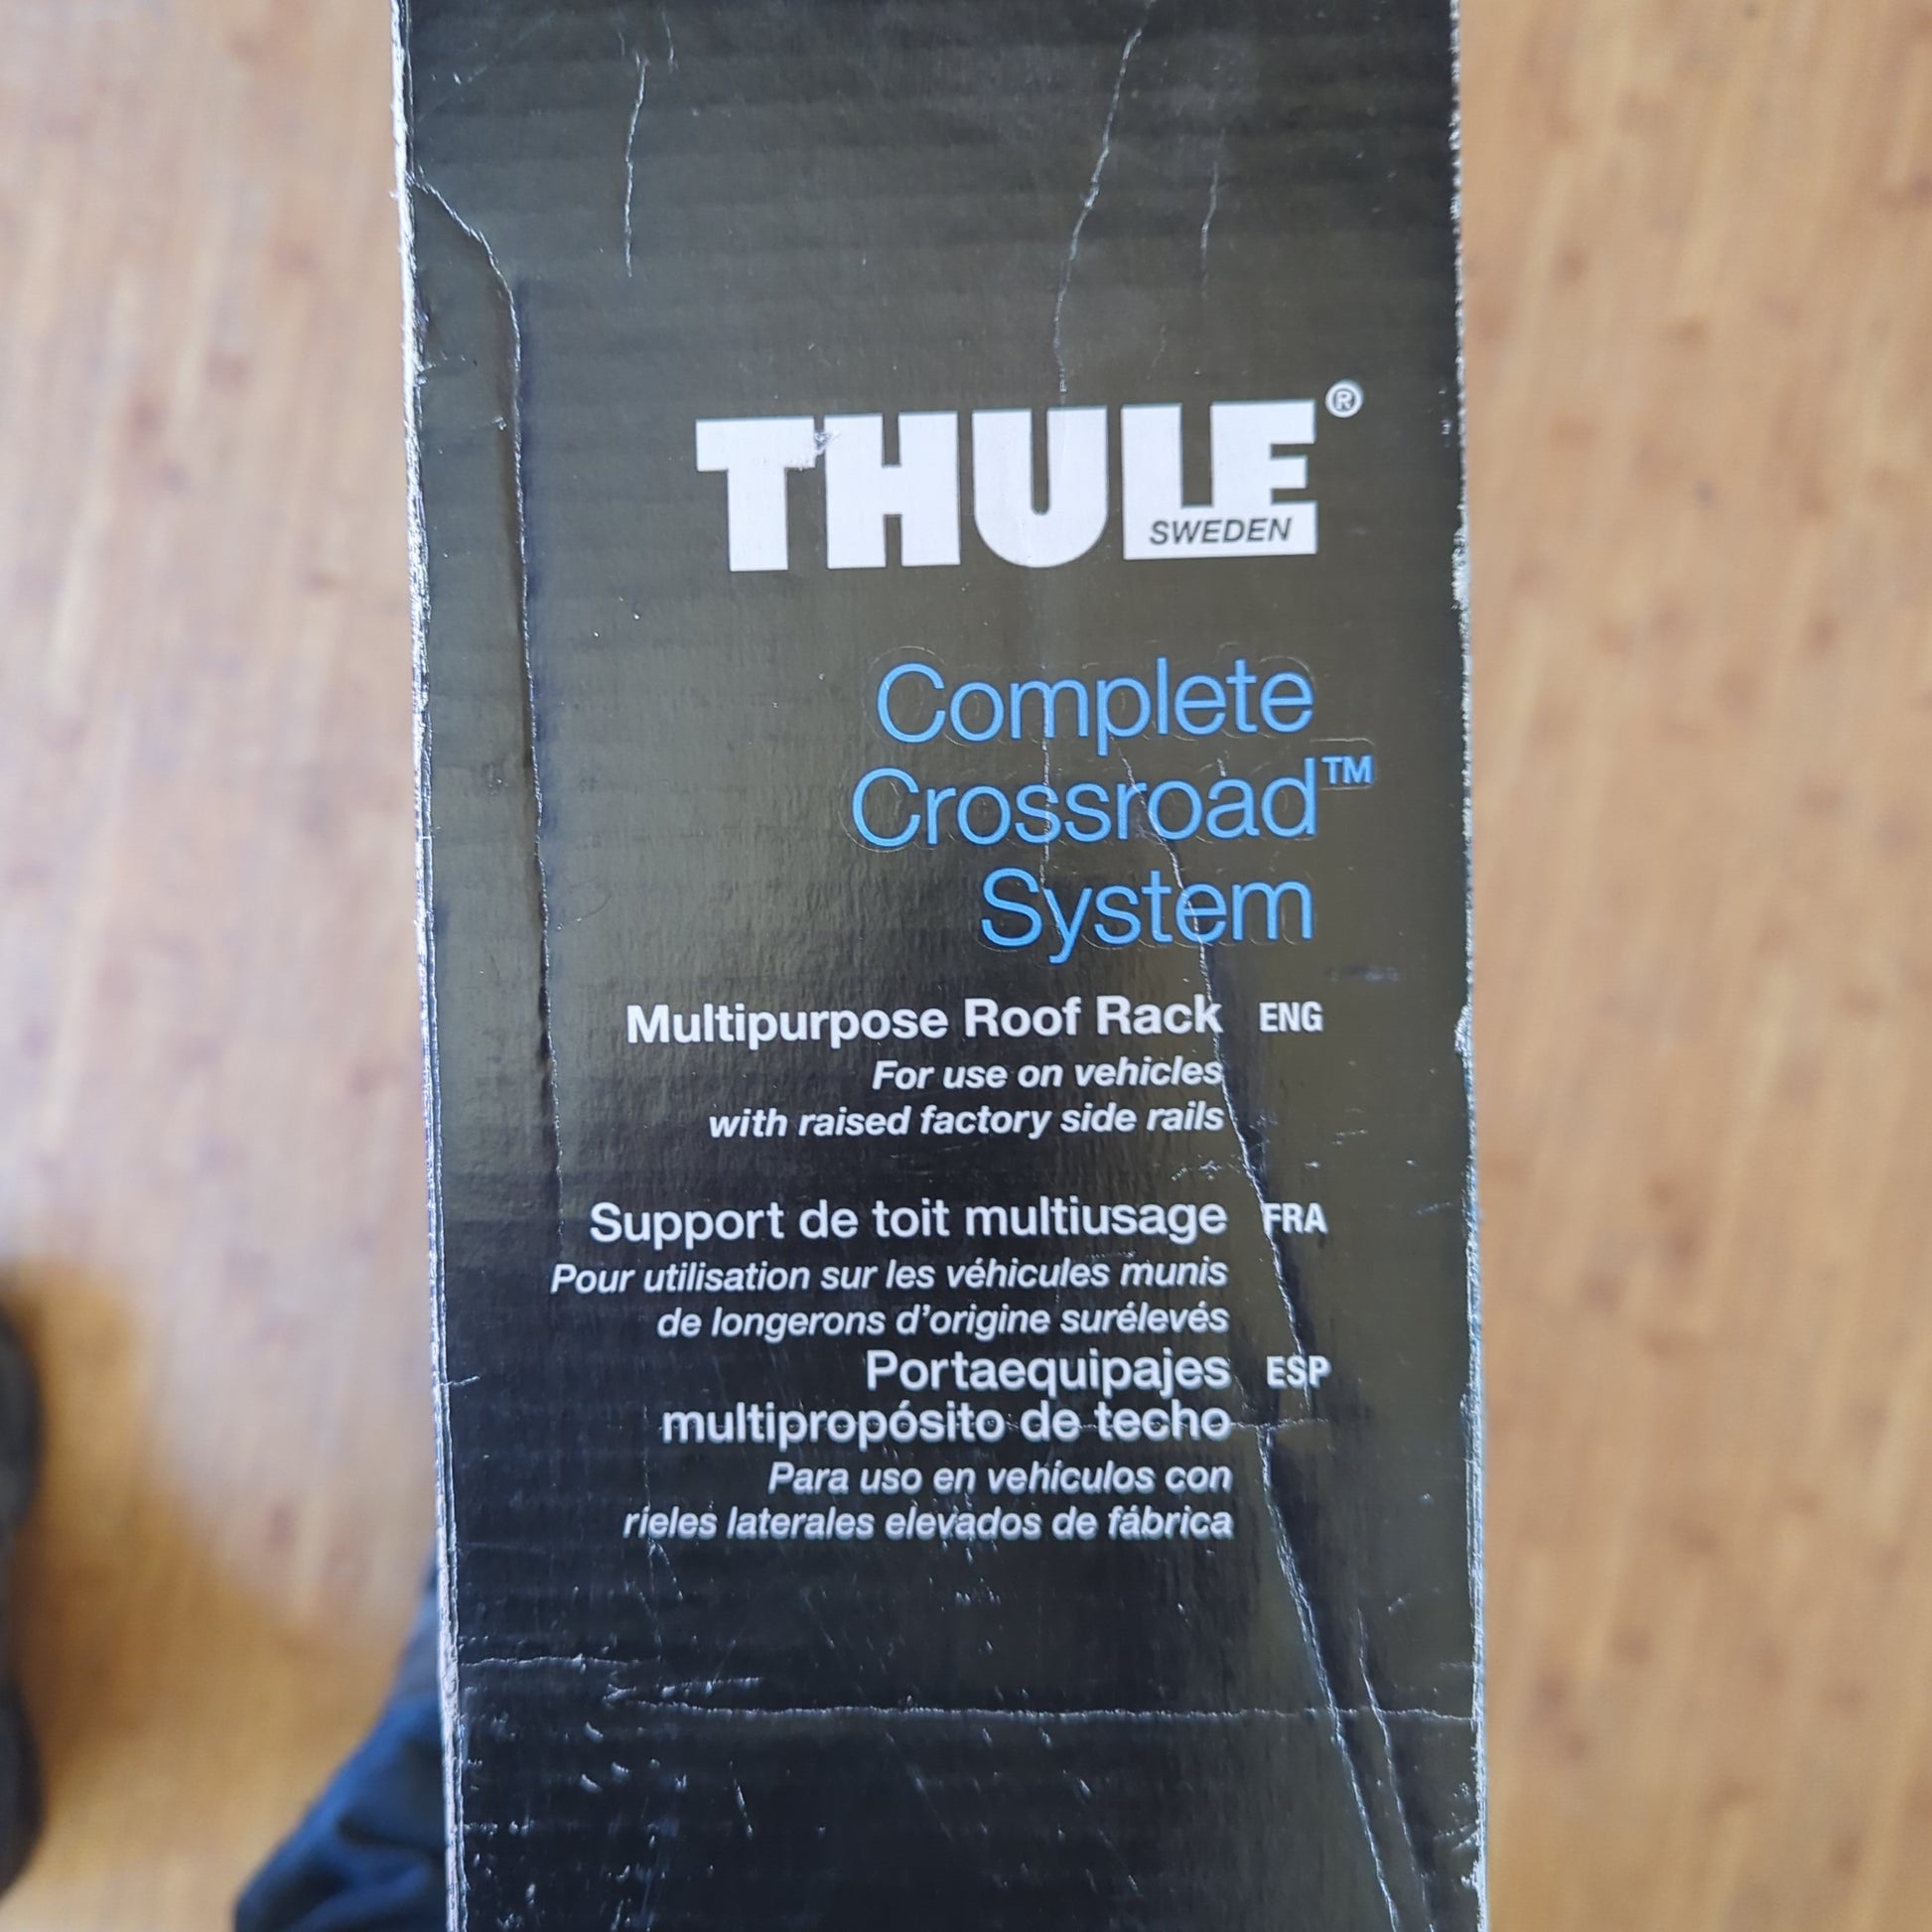 THULE®
SWEDEN
Complete
Crossroad™
System
Multipurpose Roof Rack ENG
For use on vehicles
with raised factory side rails
Support de toit multiusage FRA
Pour utilisation sur les véhicules munis
de longerons d'origine surélevés
Portaequipajes ESP
multipropósito de techo
Para uso en vehículos con
rieles laterales elevados de fábrica